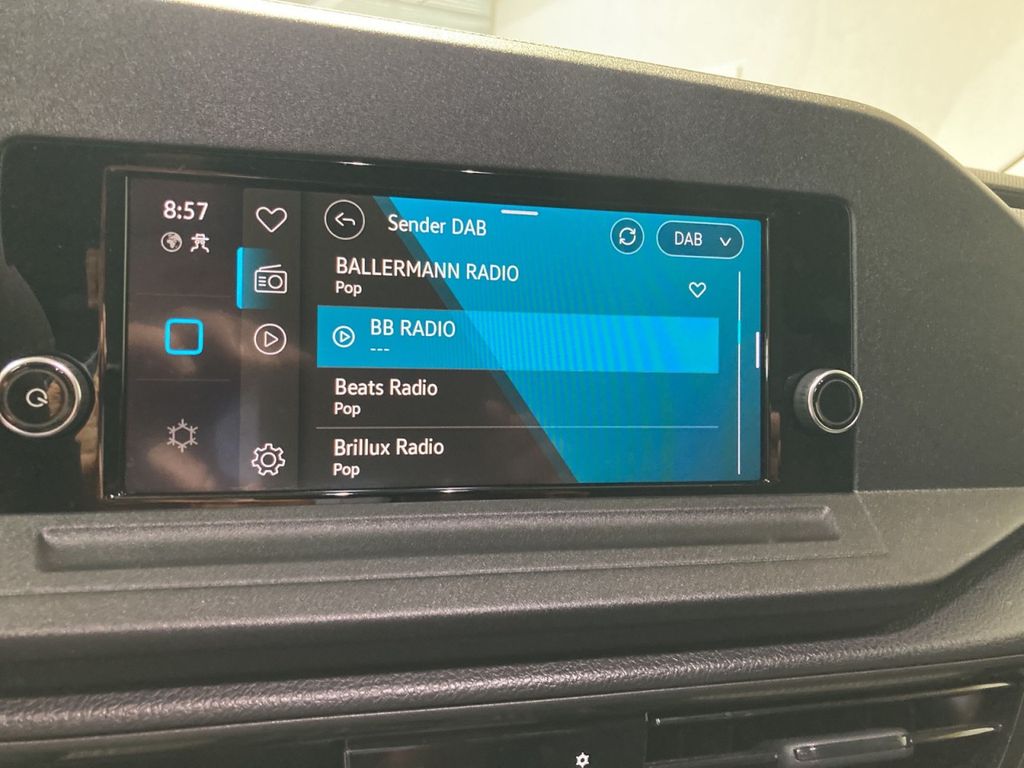 8:57
Sender DAB
DAB
BALLERMANN RADIO
Pop
BB RADIO
---
Beats Radio
Pop
Brillux Radio
Pop